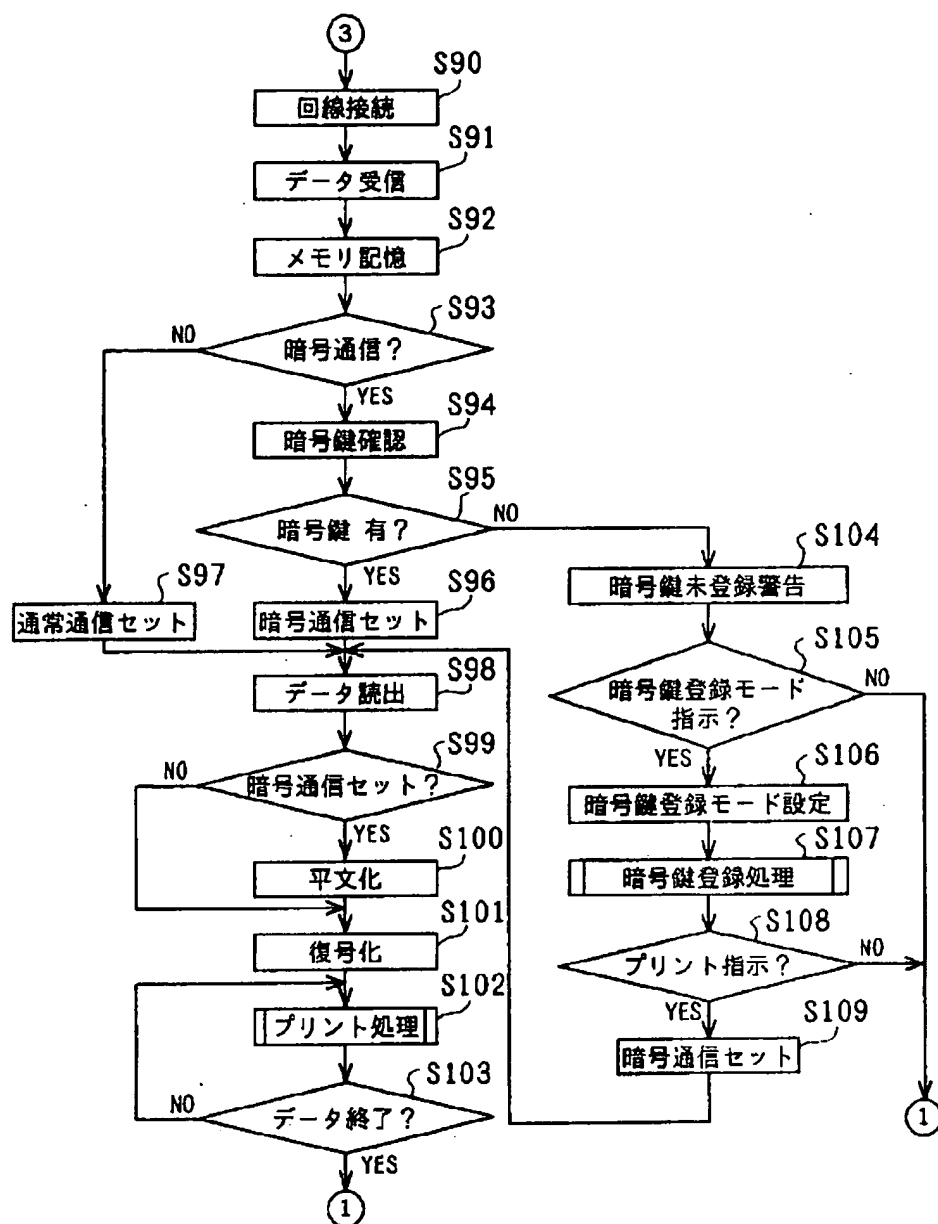 3
S90
回線接続
S91
データ受信
S92
メモリ記憶
S93
暗号通信?
NO
YES
S94
暗号鍵確認
S95
暗号鍵 有?
NO
YES
S97
通常通信セット
S96
暗号通信セット
S98
データ読出
S99
暗号通信セット?
NO
YES
S100
平文化
S101
復号化
S102
プリント処理
S103
データ終了?
NO
YES
1
S104
暗号鍵未登録警告
S105
暗号鍵登録モード
指示?
NO
YES
S106
暗号鍵登録モード設定
S107
暗号鍵登録処理
S108
プリント指示?
NO
YES
S109
暗号通信セット
1